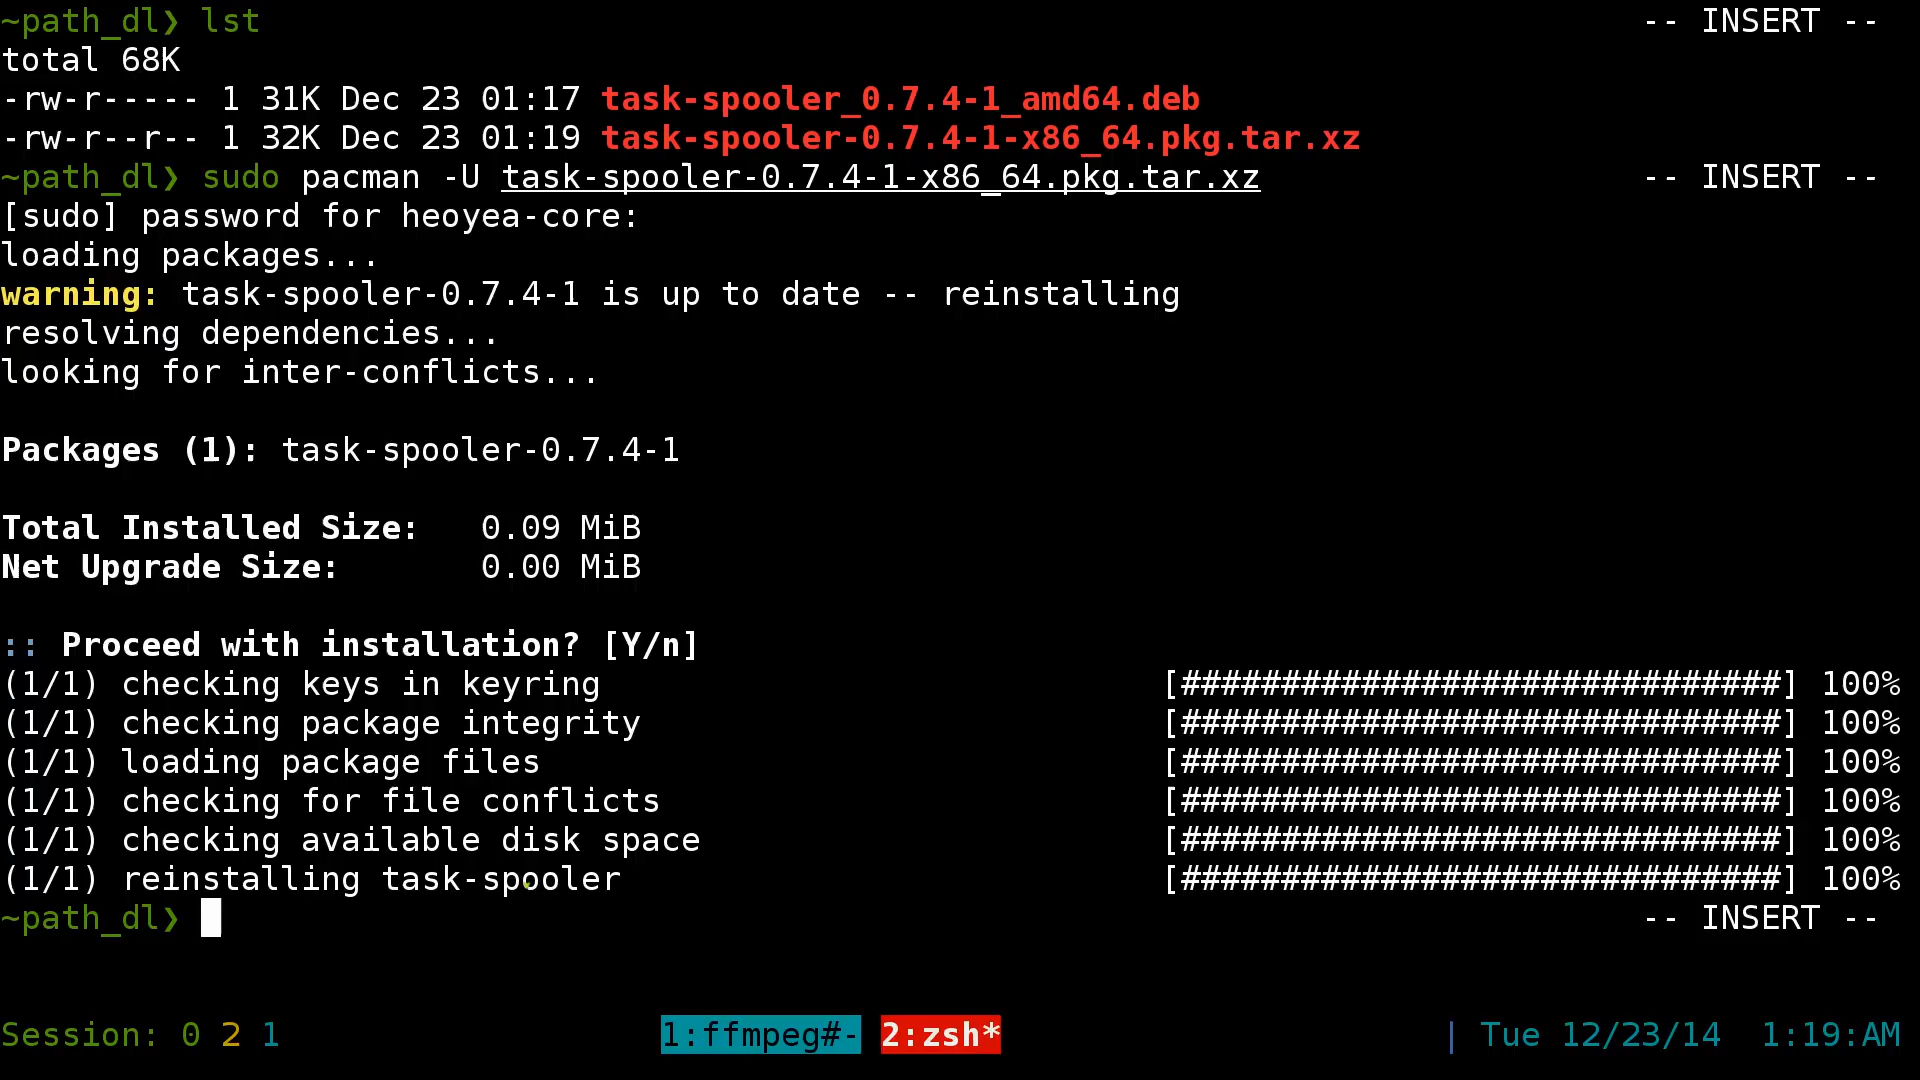 ~path_dl❯ lst -- INSERT --
total 68K
-rw-r----- 1 31K Dec 23 01:17 task-spooler_0.7.4-1_amd64.deb
-rw-r--r-- 1 32K Dec 23 01:19 task-spooler-0.7.4-1-x86_64.pkg.tar.xz
~path_dl❯ sudo pacman -U task-spooler-0.7.4-1-x86_64.pkg.tar.xz -- INSERT --
[sudo] password for heoyea-core:
loading packages...
warning: task-spooler-0.7.4-1 is up to date -- reinstalling
resolving dependencies...
looking for inter-conflicts...
Packages (1): task-spooler-0.7.4-1
Total Installed Size: 0.09 MiB
Net Upgrade Size: 0.00 MiB
:: Proceed with installation? [Y/n]
(1/1) checking keys in keyring [##############################] 100%
(1/1) checking package integrity [##############################] 100%
(1/1) loading package files [##############################] 100%
(1/1) checking for file conflicts [##############################] 100%
(1/1) checking available disk space [##############################] 100%
(1/1) reinstalling task-spooler [##############################] 100%
~path_dl❯ -- INSERT --
Session: 0 2 1 1:ffmpeg#- 2:zsh* | Tue 12/23/14 1:19:AM